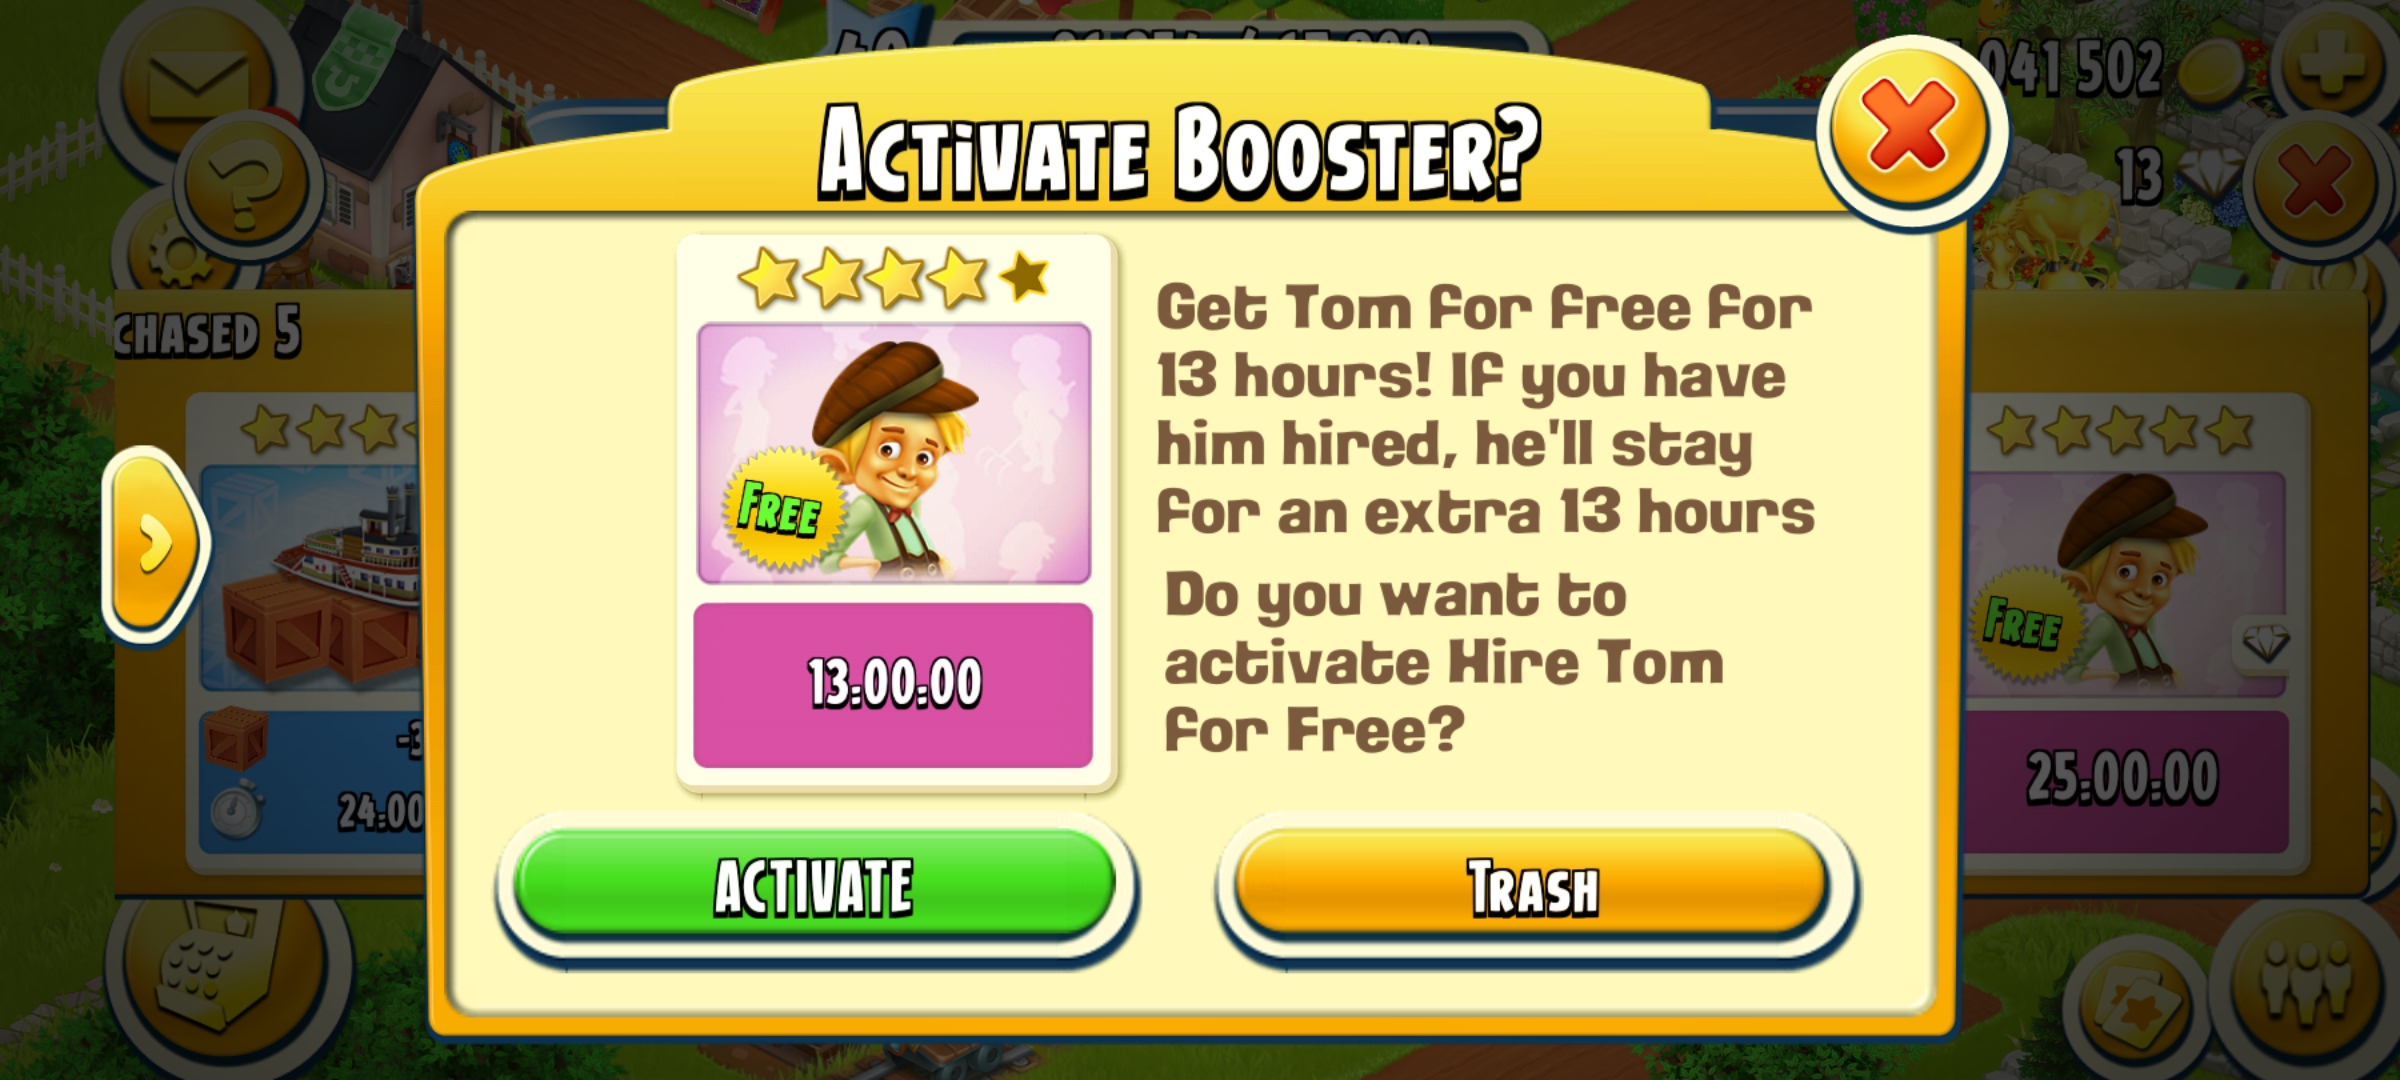 041 502
ACTIVATE BOOSTER?
13
CHASED 5
Get Tom for free for
13 hours! If you have
him hired, he'll stay
for an extra 13 hours
FREE
Do you want to
activate Hire Tom
for Free?
13:00:00
FREE
25:00:00
24:00
ACTIVATE
TRASH